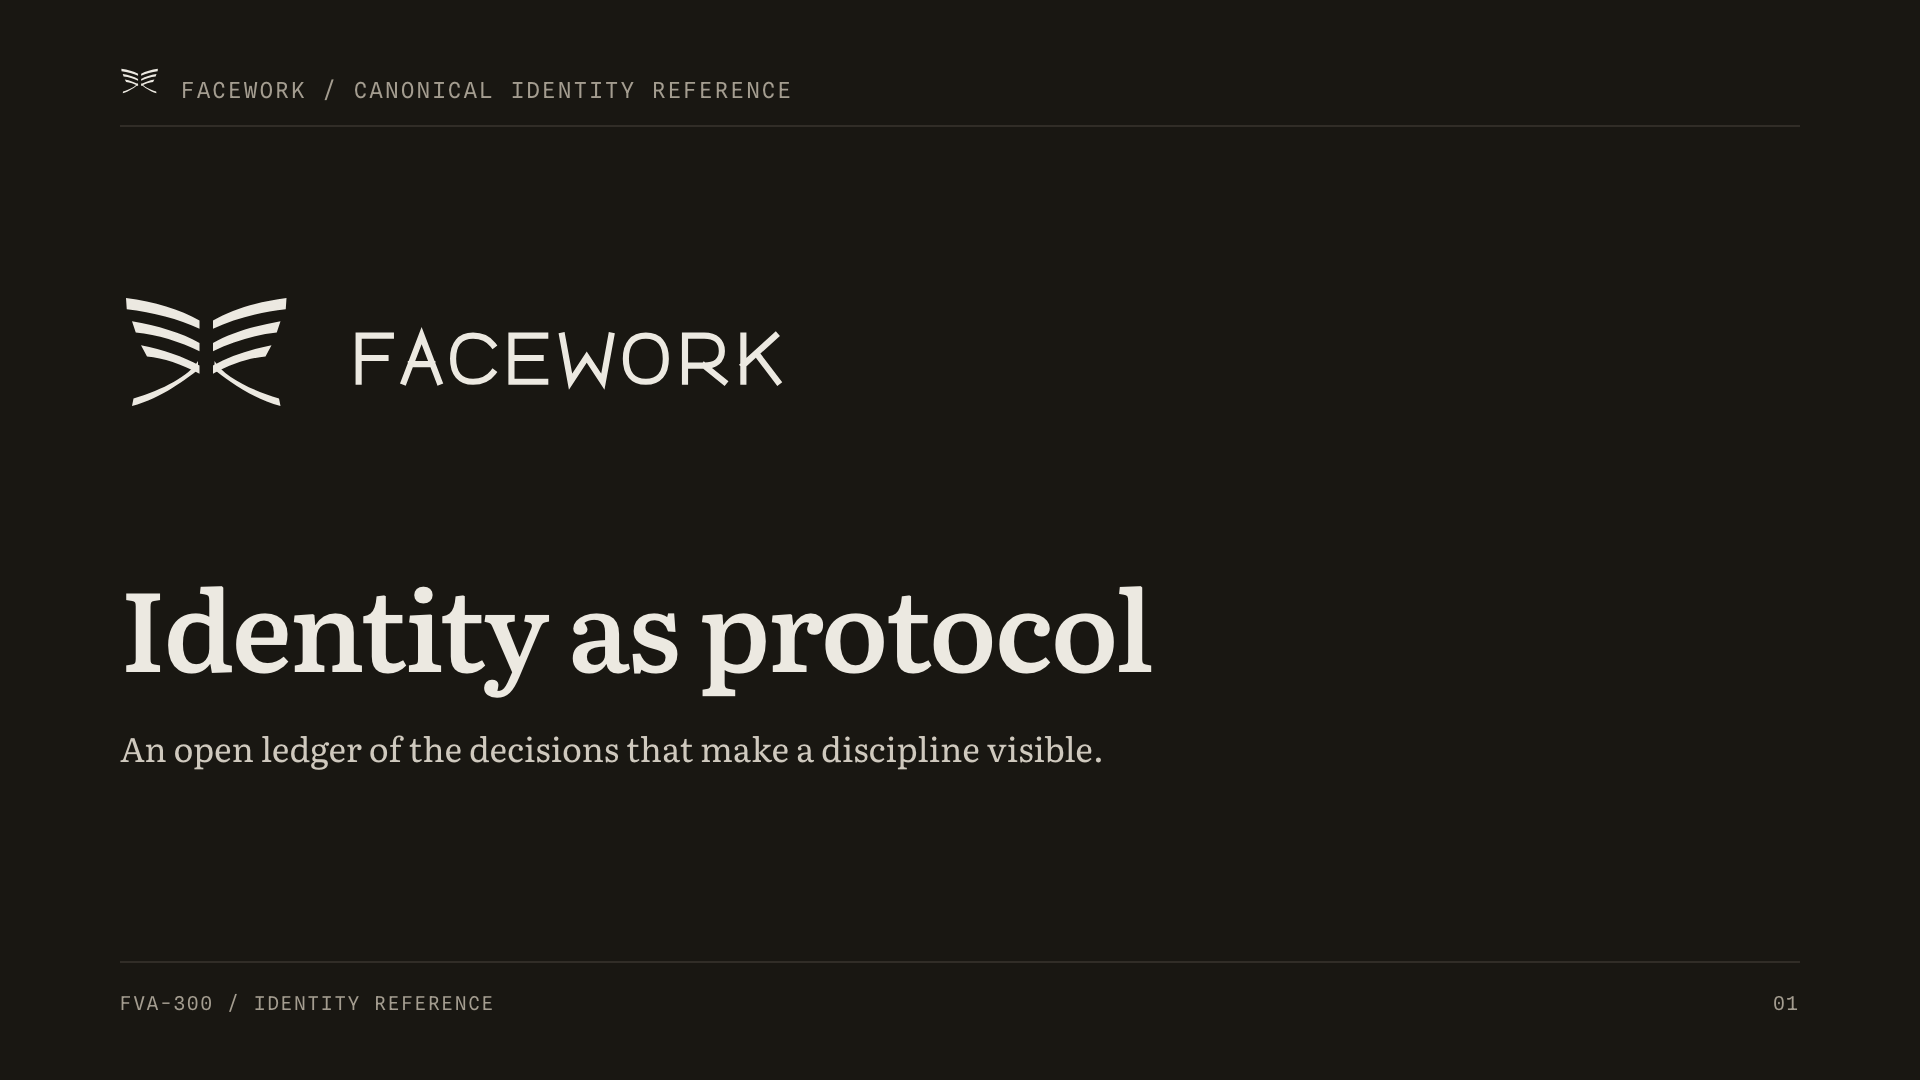 FACEWORK / CANONICAL IDENTITY REFERENCE
FACEWORK
Identity as protocol
An open ledger of the decisions that make a discipline visible.
FVA-300 / IDENTITY REFERENCE
01